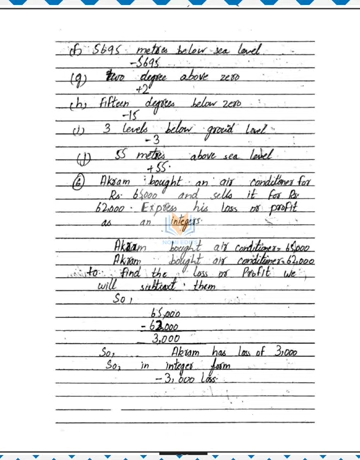 (f) 5695 metres below sea level
-5695
(g) two degree above zero
+2
(h) Fifteen degrees below zero
-15
(i) 3 levels below groud level
-3
(j) 55 metres above sea level
+55
(6) Akram bought an air conditioner for
Rs 65000 and sells it for Rs
62000. Express his loss or profit
as an integers
Akram bought air conditioner = 65000
Akram bought air conditioner = 62,000
to find the loss or Profit we
will subtract them
So,
65,000
- 62,000
3,000
So, Akram has loss of 3,000
So, in integer form
-3,000 Loss